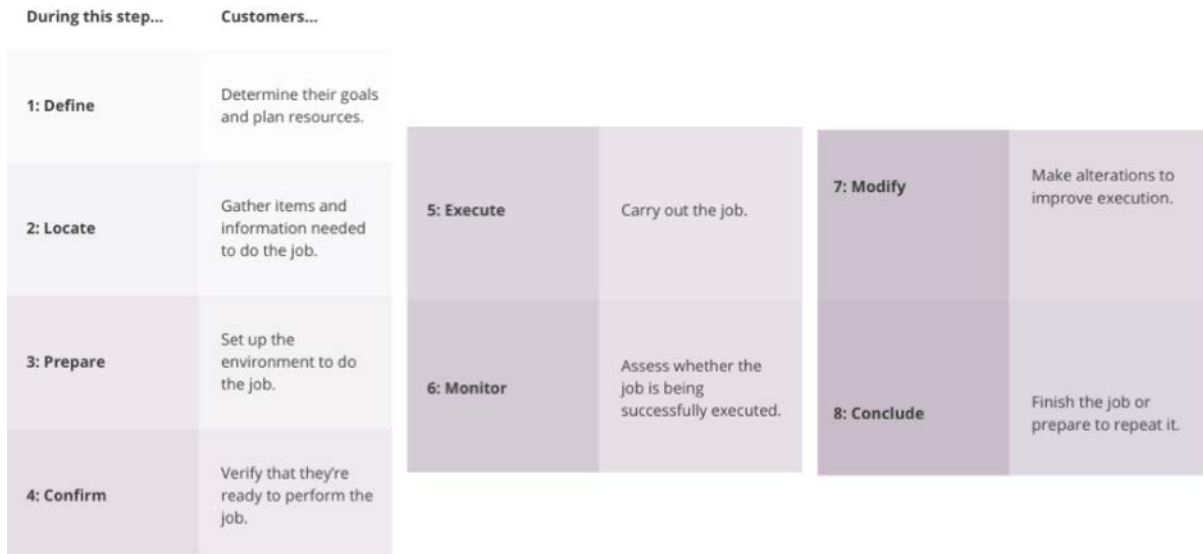 During this step...
Customers...
1: Define
Determine their goals
and plan resources.
2: Locate
Gather items and
information needed
to do the job.
3: Prepare
Set up the
environment to do
the job.
4: Confirm
Verify that they’re
ready to perform the
job.
5: Execute
Carry out the job.
6: Monitor
Assess whether the
job is being
successfully executed.
7: Modify
Make alterations to
improve execution.
8: Conclude
Finish the job or
prepare to repeat it.